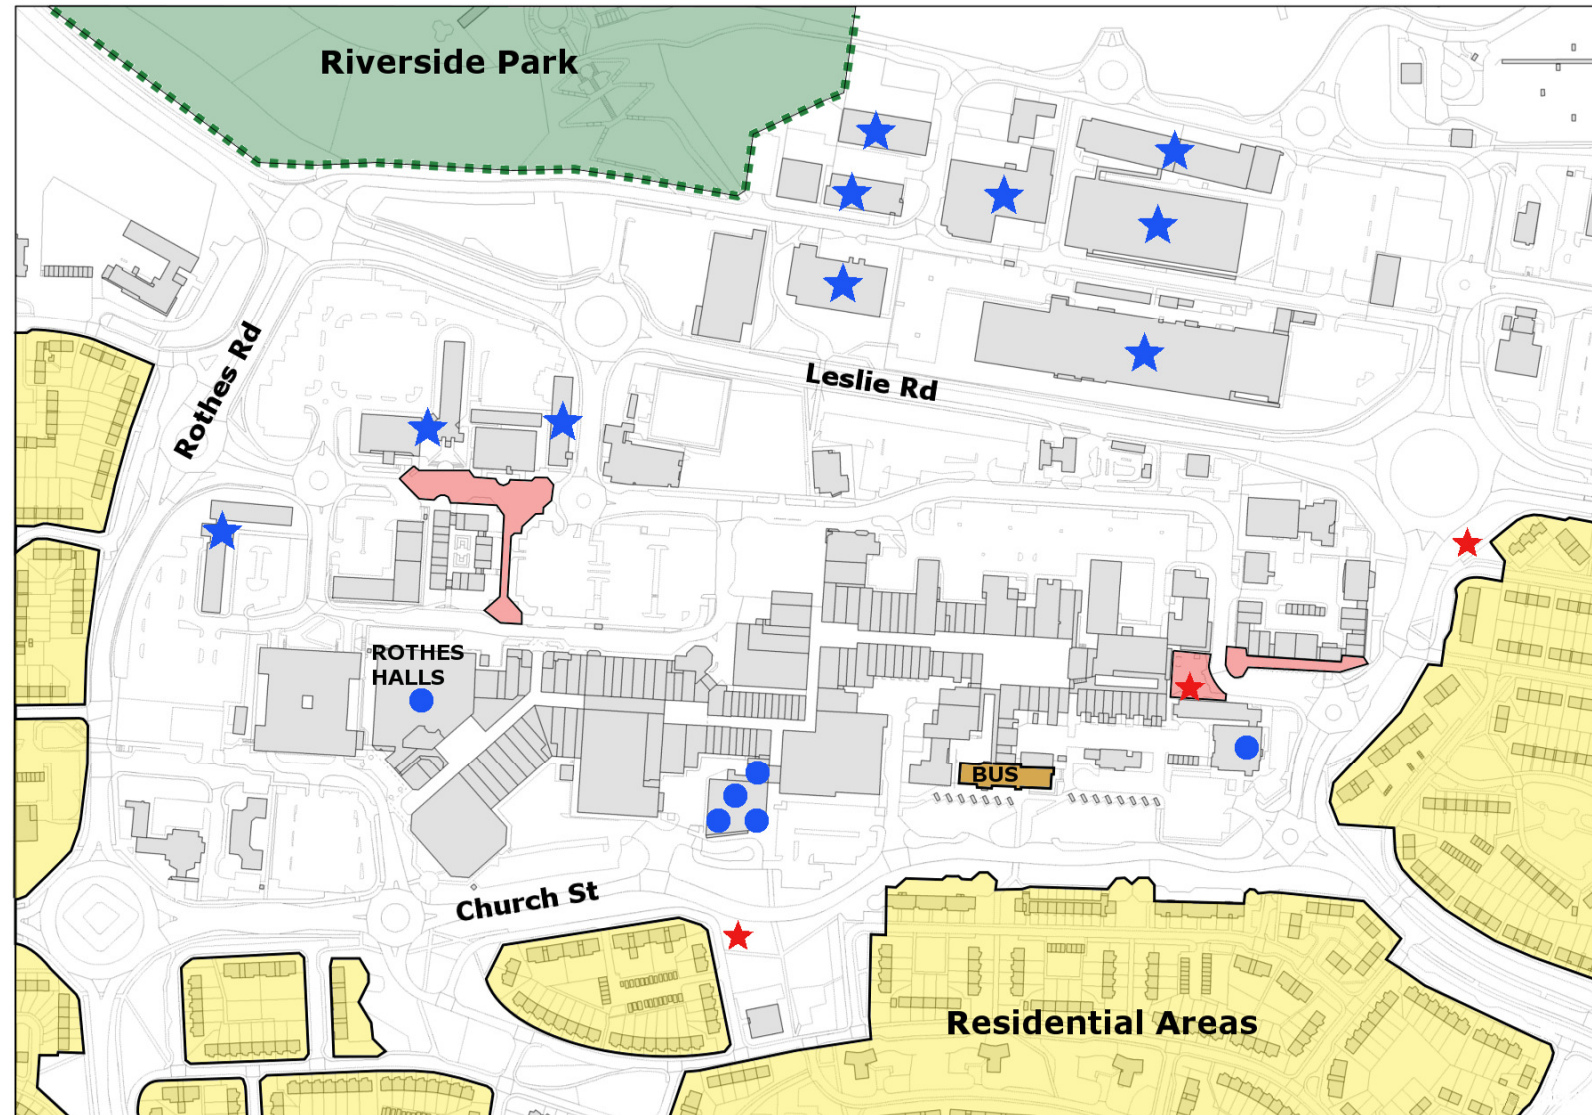 Riverside Park
Rothes Rd
Leslie Rd
ROTHES
HALLS
BUS
Church St
Residential Areas